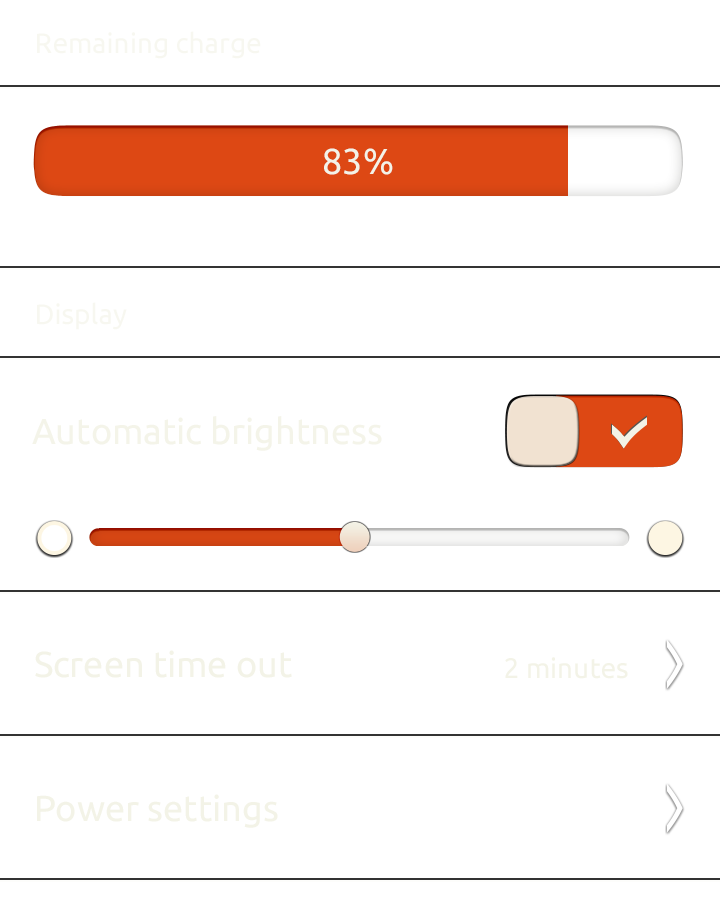 Remaining charge
83%
Display
Automatic brightness
Screen time out
2 minutes
Power settings